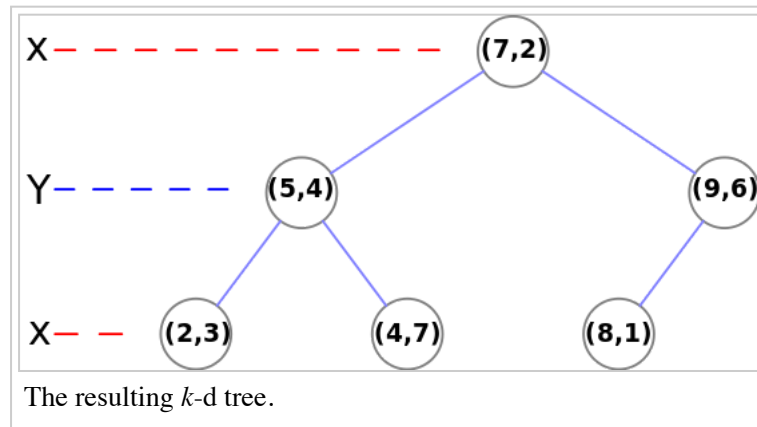 X (7,2)
Y (5,4) (9,6)
X (2,3) (4,7) (8,1)
The resulting k-d tree.